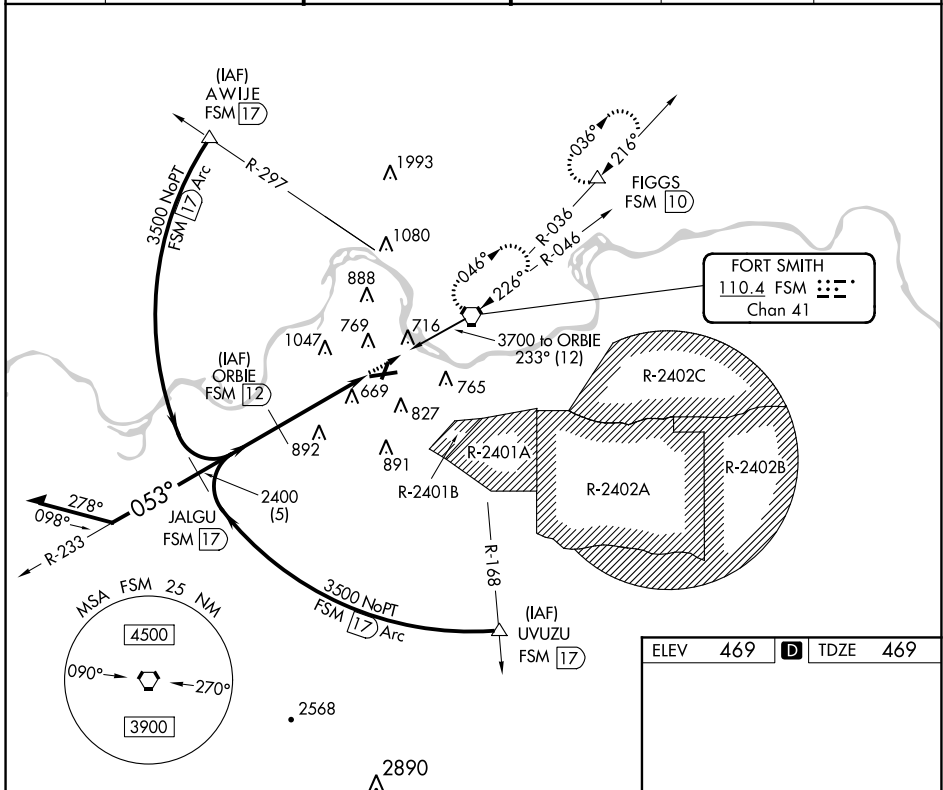 (IAF)
AWIJE
FSM 17
R-297
3500 NoPT
FSM 17 Arc
1993
1080
888
769
1047
716
669
765
827
892
891
036°
216°
FIGGS
FSM 10
R-036
R-046
046°
226°
FORT SMITH
110.4 FSM
Chan 41
3700 to ORBIE
233° (12)
(IAF)
ORBIE
FSM 12
R-2402C
R-2401A
R-2401B
R-2402A
R-2402B
053°
278°
098°
R-233
JALGU
FSM 17
2400
(5)
R-168
3500 NoPT
FSM 17 Arc
(IAF)
UVUZU
FSM 17
MSA FSM 25 NM
4500
090°
270°
3900
2568
2890
ELEV 469 D TDZE 469